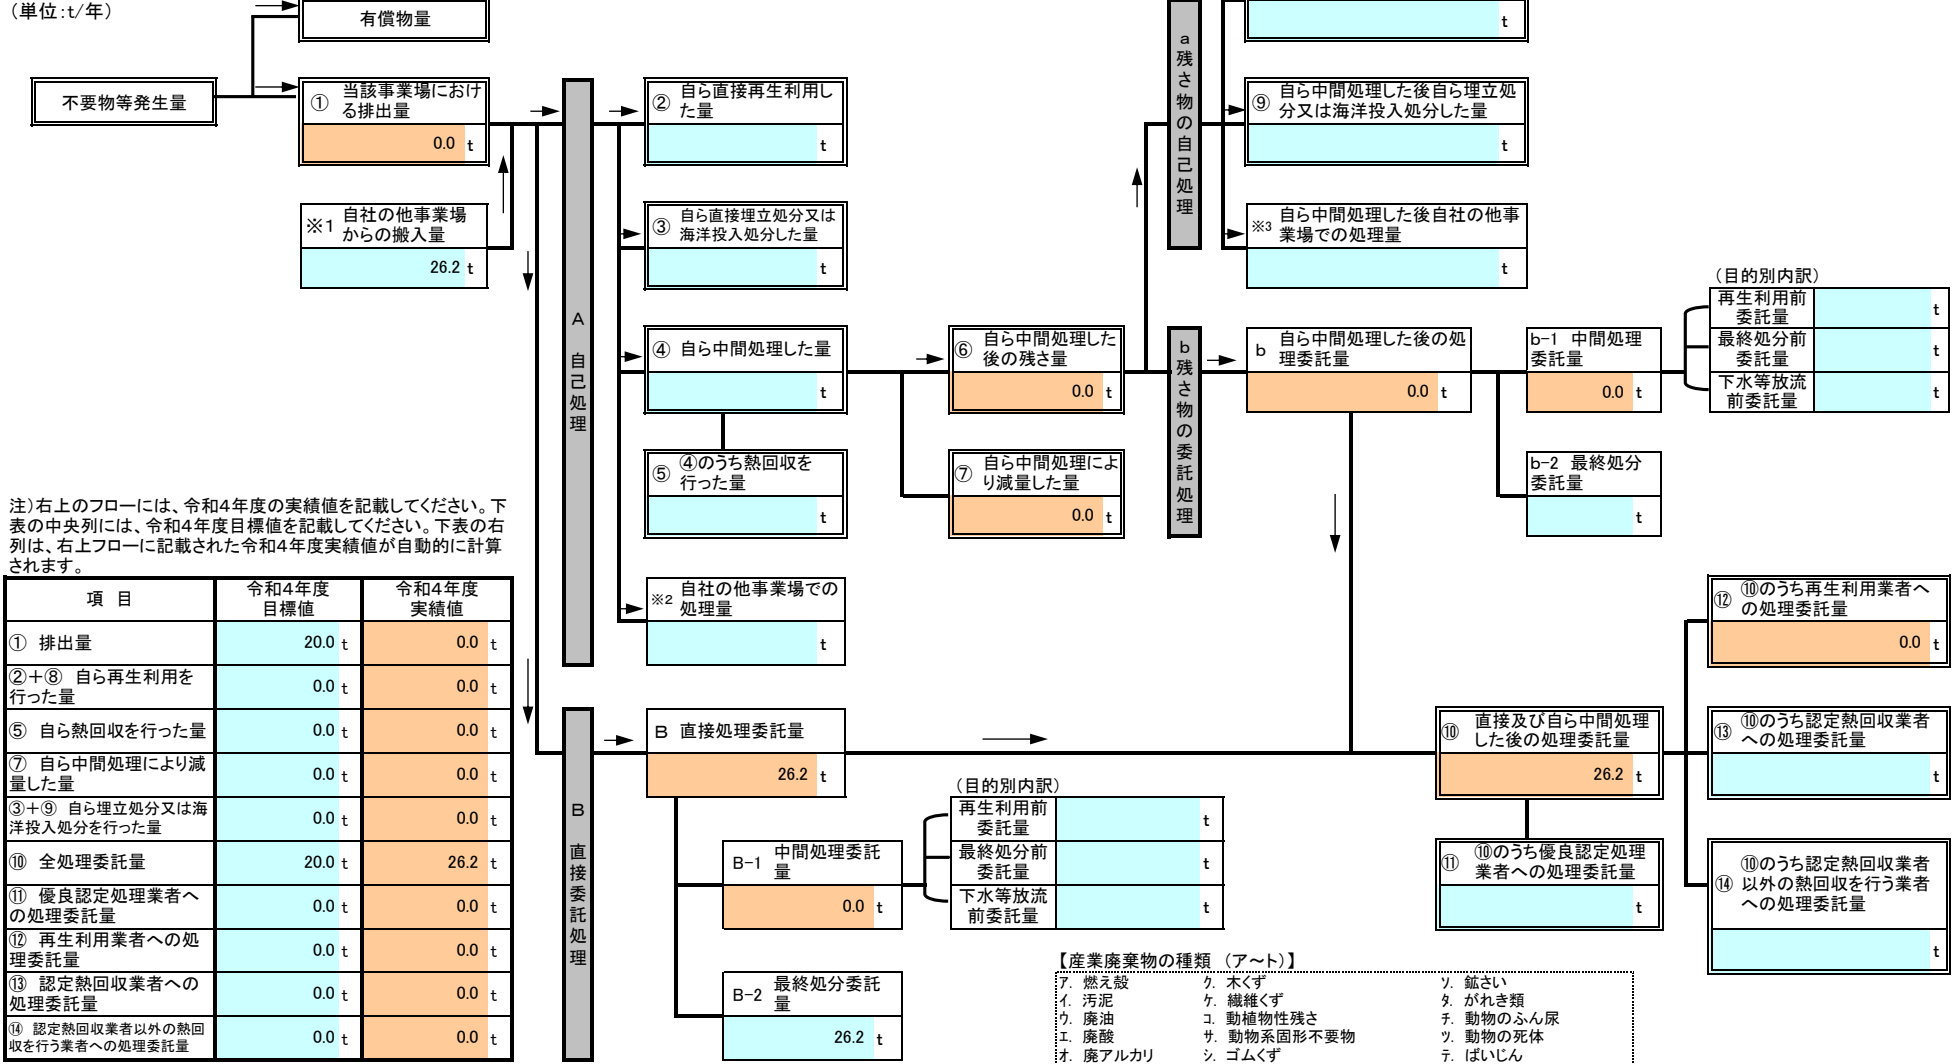 （単位:t/年）
有償物量
不要物等発生量
① 当該事業場におけ
る排出量
0.0 t
※1 自社の他事業場
からの搬入量
26.2 t
A 自己処理
② 自ら直接再生利用し
た量
t
③ 自ら直接埋立処分又は
海洋投入処分した量
t
④ 自ら中間処理した量
t
⑤ ④のうち熱回収を
行った量
t
※2 自社の他事業場での
処理量
t
⑥ 自ら中間処理した
後の残さ量
0.0 t
⑦ 自ら中間処理によ
り減量した量
0.0 t
a 残さ物の自己処理
t
⑨ 自ら中間処理した後自ら埋立処
分又は海洋投入処分した量
t
※3 自ら中間処理した後自社の他事
業場での処理量
t
b 残さ物の委託処理
b 自ら中間処理した後の処
理委託量
0.0 t
b-1 中間処理
委託量
0.0 t
b-2 最終処分
委託量
t
（目的別内訳）
再生利用前
委託量
t
最終処分前
委託量
t
下水等放流
前委託量
t
注）右上のフローには、令和4年度の実績値を記載してください。下
表の中央列には、令和4年度目標値を記載してください。下表の右
列は、右上フローに記載された令和4年度実績値が自動的に計算
されます。
項 目 令和4年度
目標値 令和4年度
実績値
① 排出量 20.0 t 0.0 t
②＋⑧ 自ら再生利用を
行った量 0.0 t 0.0 t
⑤ 自ら熱回収を行った量 0.0 t 0.0 t
⑦ 自ら中間処理により減
量した量 0.0 t 0.0 t
③＋⑨ 自ら埋立処分又は海
洋投入処分を行った量 0.0 t 0.0 t
⑩ 全処理委託量 20.0 t 26.2 t
⑪ 優良認定処理業者へ
の処理委託量 0.0 t 0.0 t
⑫ 再生利用業者への処
理委託量 0.0 t 0.0 t
⑬ 認定熱回収業者への
処理委託量 0.0 t 0.0 t
⑭ 認定熱回収業者以外の熱回
収を行う業者への処理委託量 0.0 t 0.0 t
B 直接委託処理
B 直接処理委託量
26.2 t
B-1 中間処理委託
量
0.0 t
B-2 最終処分委託
量
26.2 t
（目的別内訳）
再生利用前
委託量
t
最終処分前
委託量
t
下水等放流
前委託量
t
⑩ 直接及び自ら中間処理
した後の処理委託量
26.2 t
⑪ ⑩のうち優良認定処理
業者への処理委託量
t
⑫ ⑩のうち再生利用業者へ
の処理委託量
0.0 t
⑬ ⑩のうち認定熱回収業者
への処理委託量
t
⑭ ⑩のうち認定熱回収業者
以外の熱回収を行う業者
への処理委託量
t
【産業廃棄物の種類 （ア〜ト）】
ｱ. 燃え殻 ｸ. 木くず ｿ. 鉱さい
ｲ. 汚泥 ｹ. 繊維くず ﾀ. がれき類
ｳ. 廃油 ｺ. 動植物性残さ ﾁ. 動物のふん尿
ｴ. 廃酸 ｻ. 動物系固形不要物 ﾂ. 動物の死体
ｵ. 廃アルカリ ｼ. ゴムくず ﾃ. ばいじん